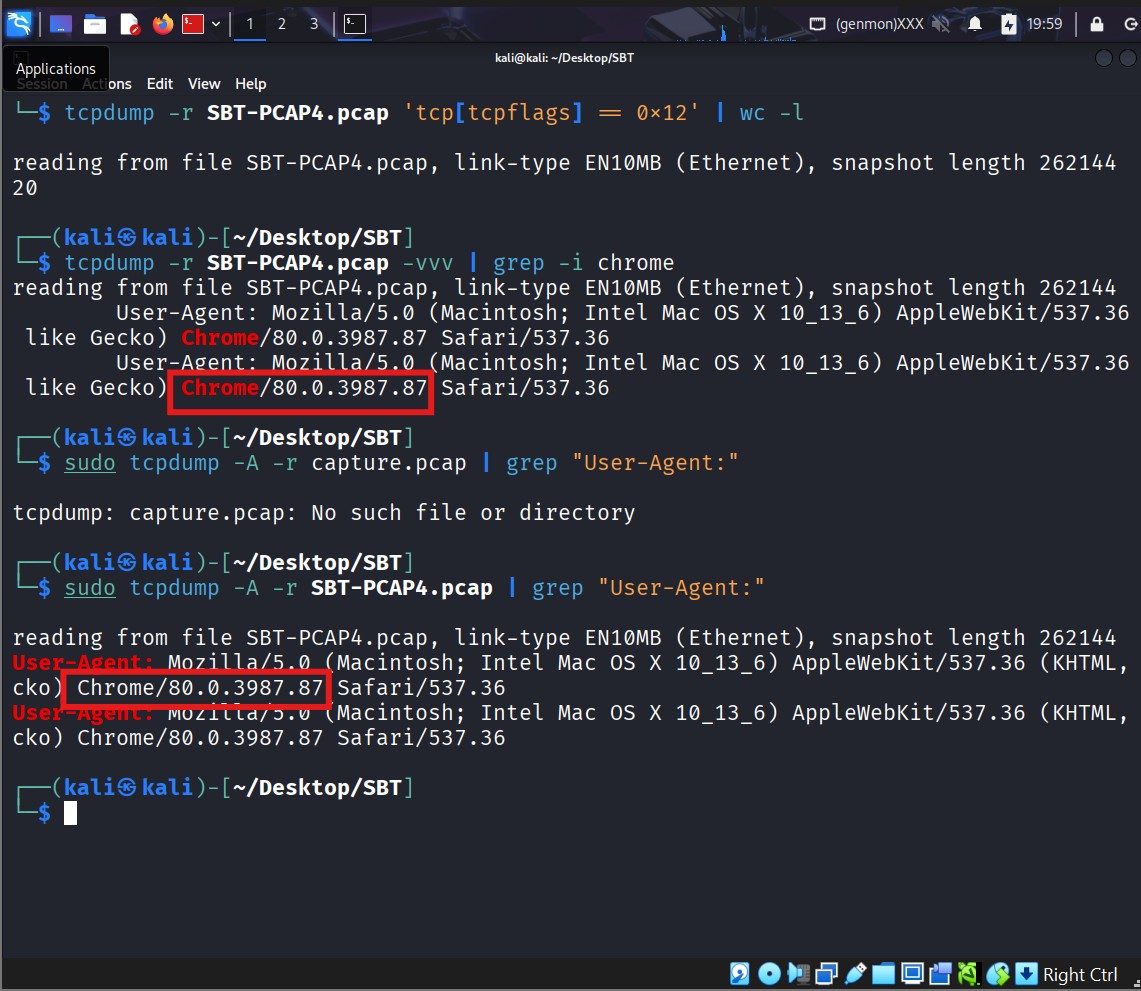 1 2 3 (genmon)XXX 19:59
Applications
kali@kali: ~/Desktop/SBT
Session Actions Edit View Help
└─$ tcpdump -r SBT-PCAP4.pcap 'tcp[tcpflags] == 0×12' | wc -l
reading from file SBT-PCAP4.pcap, link-type EN10MB (Ethernet), snapshot length 262144
20
┌──(kali㉿kali)-[~/Desktop/SBT]
└─$ tcpdump -r SBT-PCAP4.pcap -vvv | grep -i chrome
reading from file SBT-PCAP4.pcap, link-type EN10MB (Ethernet), snapshot length 262144
User-Agent: Mozilla/5.0 (Macintosh; Intel Mac OS X 10_13_6) AppleWebKit/537.36
like Gecko) Chrome/80.0.3987.87 Safari/537.36
User-Agent: Mozilla/5.0 (Macintosh; Intel Mac OS X 10_13_6) AppleWebKit/537.36
like Gecko) Chrome/80.0.3987.87 Safari/537.36
┌──(kali㉿kali)-[~/Desktop/SBT]
└─$ sudo tcpdump -A -r capture.pcap | grep "User-Agent:"
tcpdump: capture.pcap: No such file or directory
┌──(kali㉿kali)-[~/Desktop/SBT]
└─$ sudo tcpdump -A -r SBT-PCAP4.pcap | grep "User-Agent:"
reading from file SBT-PCAP4.pcap, link-type EN10MB (Ethernet), snapshot length 262144
User-Agent: Mozilla/5.0 (Macintosh; Intel Mac OS X 10_13_6) AppleWebKit/537.36 (KHTML,
cko) Chrome/80.0.3987.87 Safari/537.36
User-Agent: Mozilla/5.0 (Macintosh; Intel Mac OS X 10_13_6) AppleWebKit/537.36 (KHTML,
cko) Chrome/80.0.3987.87 Safari/537.36
┌──(kali㉿kali)-[~/Desktop/SBT]
└─$
Right Ctrl